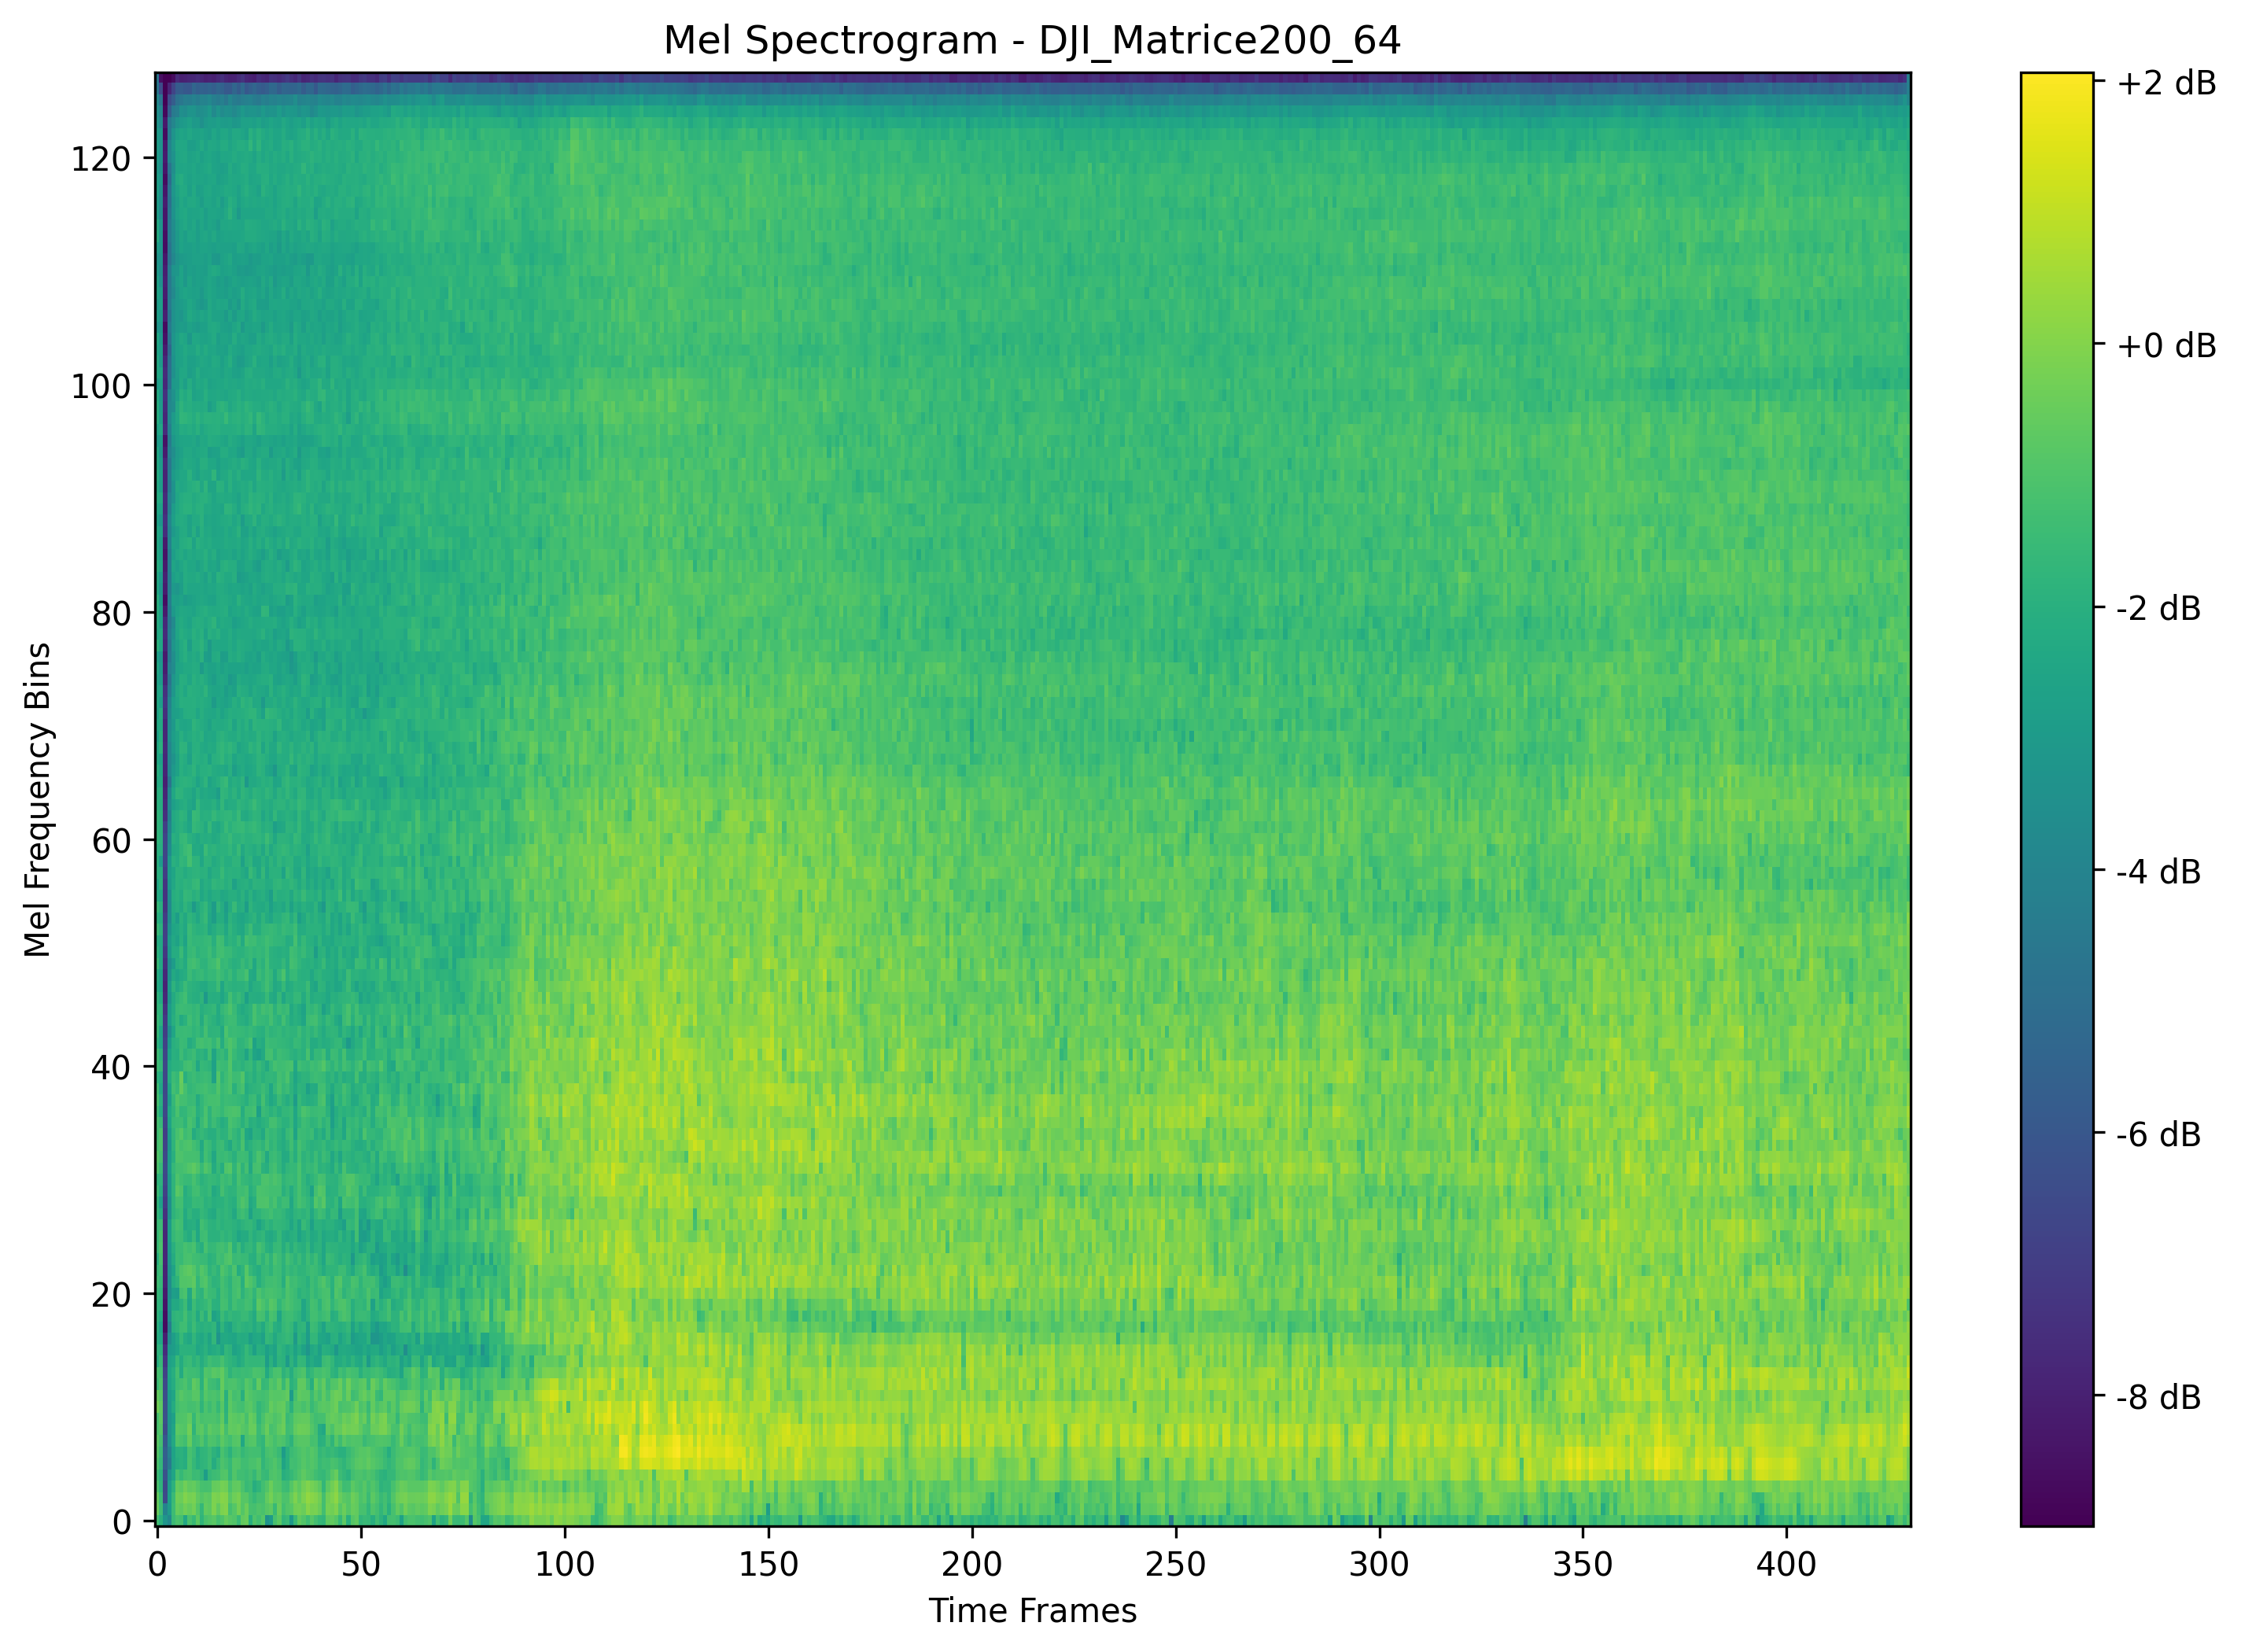 Mel Spectrogram - DJI_Matrice200_64
Mel Frequency Bins
120
100
80
60
40
20
0
0 50 100 150 200 250 300 350 400
Time Frames
+2 dB
+0 dB
-2 dB
-4 dB
-6 dB
-8 dB